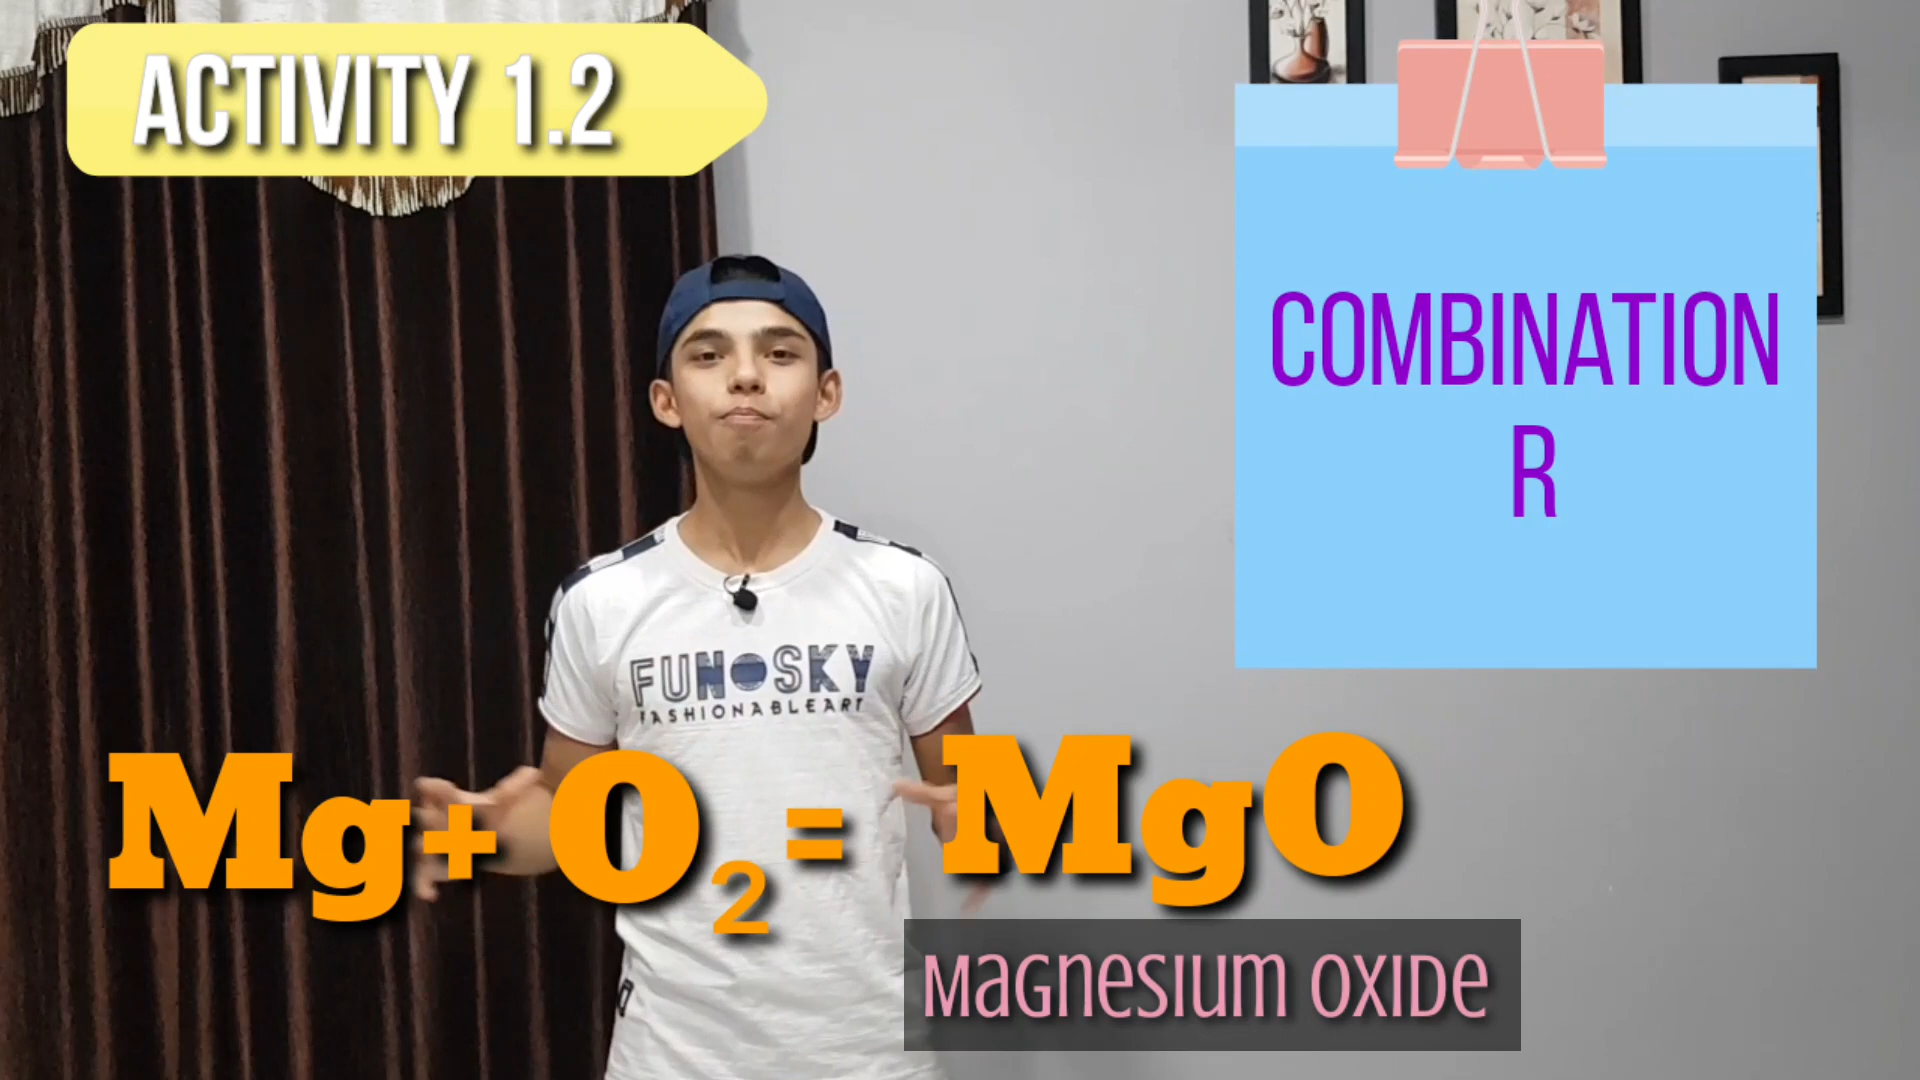 ACTIVITY 1.2
COMBINATION
R
FUNOSKY
FASHIONABLEART
Mg+ O₂ = MgO
MAGNESIUM OXIDE